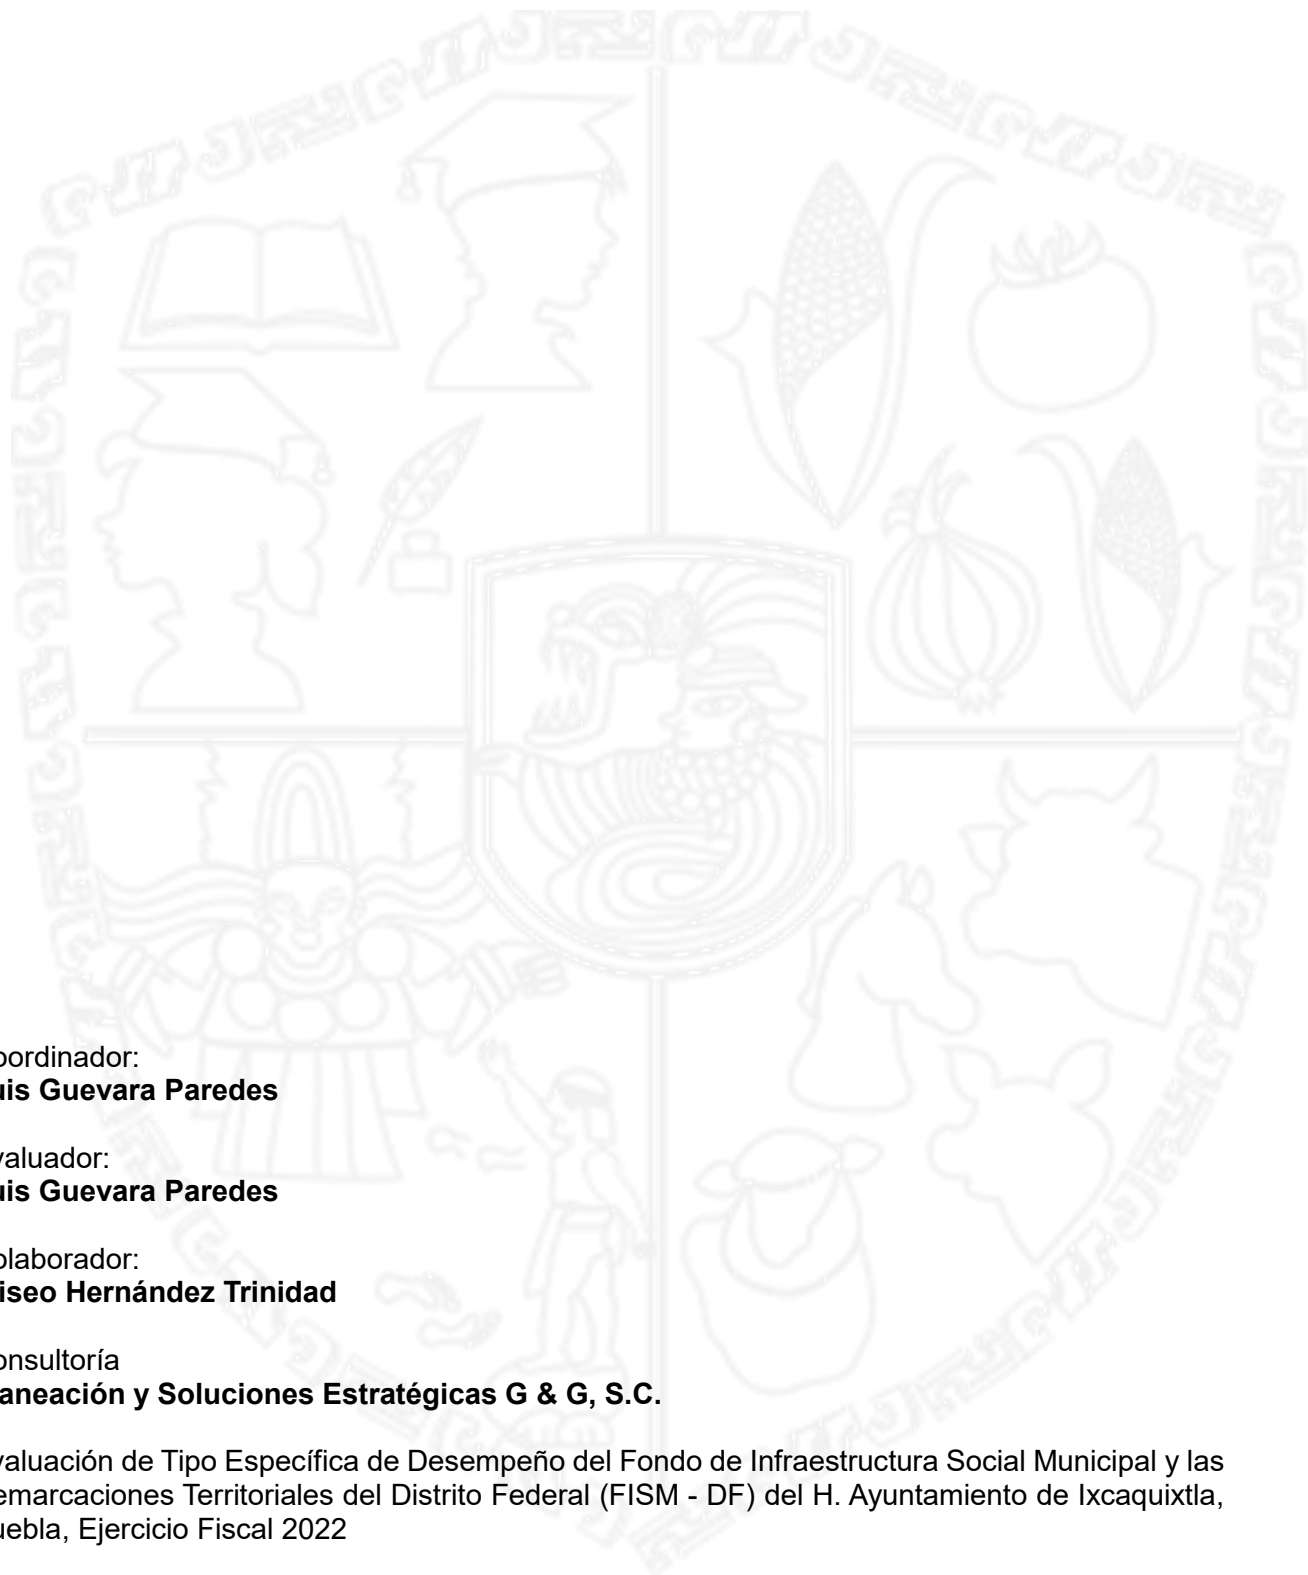 oordinador:
uis Guevara Paredes
valuador:
uis Guevara Paredes
olaborador:
iseo Hernández Trinidad
onsultoría
aneación y Soluciones Estratégicas G & G, S.C.
valuación de Tipo Específica de Desempeño del Fondo de Infraestructura Social Municipal y las
emarcaciones Territoriales del Distrito Federal (FISM - DF) del H. Ayuntamiento de Ixcaquixtla,
uebla, Ejercicio Fiscal 2022